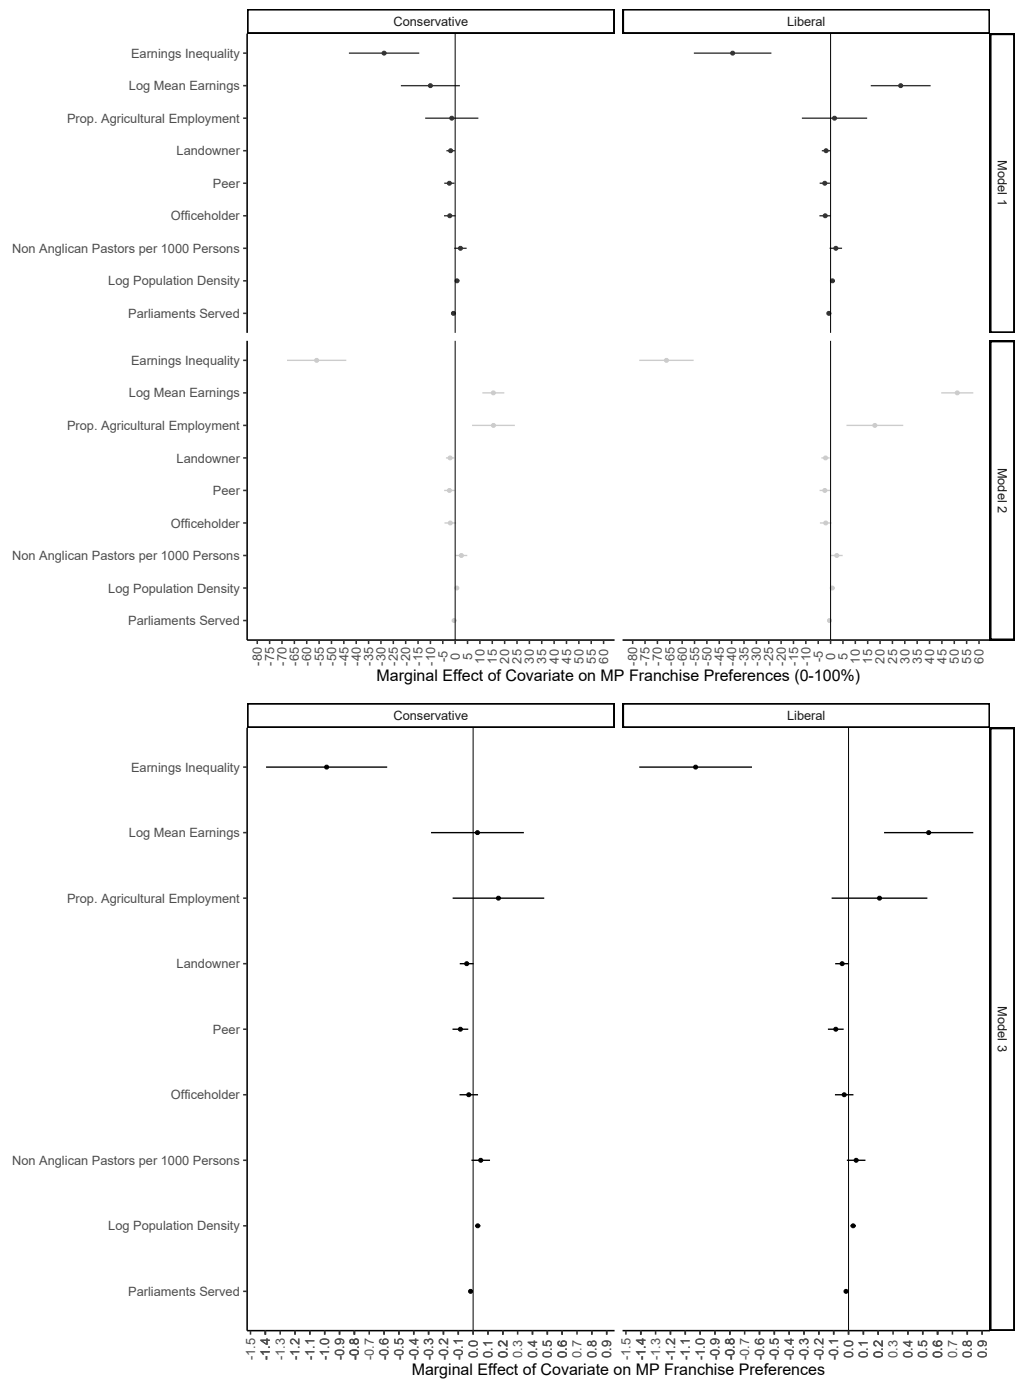 Conservative Liberal
Earnings Inequality
Log Mean Earnings
Prop. Agricultural Employment
Landowner
Peer
Officeholder
Non Anglican Pastors per 1000 Persons
Log Population Density
Parliaments Served
Model 1
Earnings Inequality
Log Mean Earnings
Prop. Agricultural Employment
Landowner
Peer
Officeholder
Non Anglican Pastors per 1000 Persons
Log Population Density
Parliaments Served
Model 2
-80 -75 -70 -65 -60 -55 -50 -45 -40 -35 -30 -25 -20 -15 -10 -5 0 5 10 15 20 25 30 35 40 45 50 55 60 -80 -75 -70 -65 -60 -55 -50 -45 -40 -35 -30 -25 -20 -15 -10 -5 0 5 10 15 20 25 30 35 40 45 50 55 60
Marginal Effect of Covariate on MP Franchise Preferences (0-100%)
Conservative Liberal
Earnings Inequality
Log Mean Earnings
Prop. Agricultural Employment
Landowner
Peer
Officeholder
Non Anglican Pastors per 1000 Persons
Log Population Density
Parliaments Served
Model 3
-1.5 -1.4 -1.3 -1.2 -1.1 -1.0 -0.9 -0.8 -0.7 -0.6 -0.5 -0.4 -0.3 -0.2 -0.1 0.0 0.1 0.2 0.3 0.4 0.5 0.6 0.7 0.8 0.9 -1.5 -1.4 -1.3 -1.2 -1.1 -1.0 -0.9 -0.8 -0.7 -0.6 -0.5 -0.4 -0.3 -0.2 -0.1 0.0 0.1 0.2 0.3 0.4 0.5 0.6 0.7 0.8 0.9
Marginal Effect of Covariate on MP Franchise Preferences